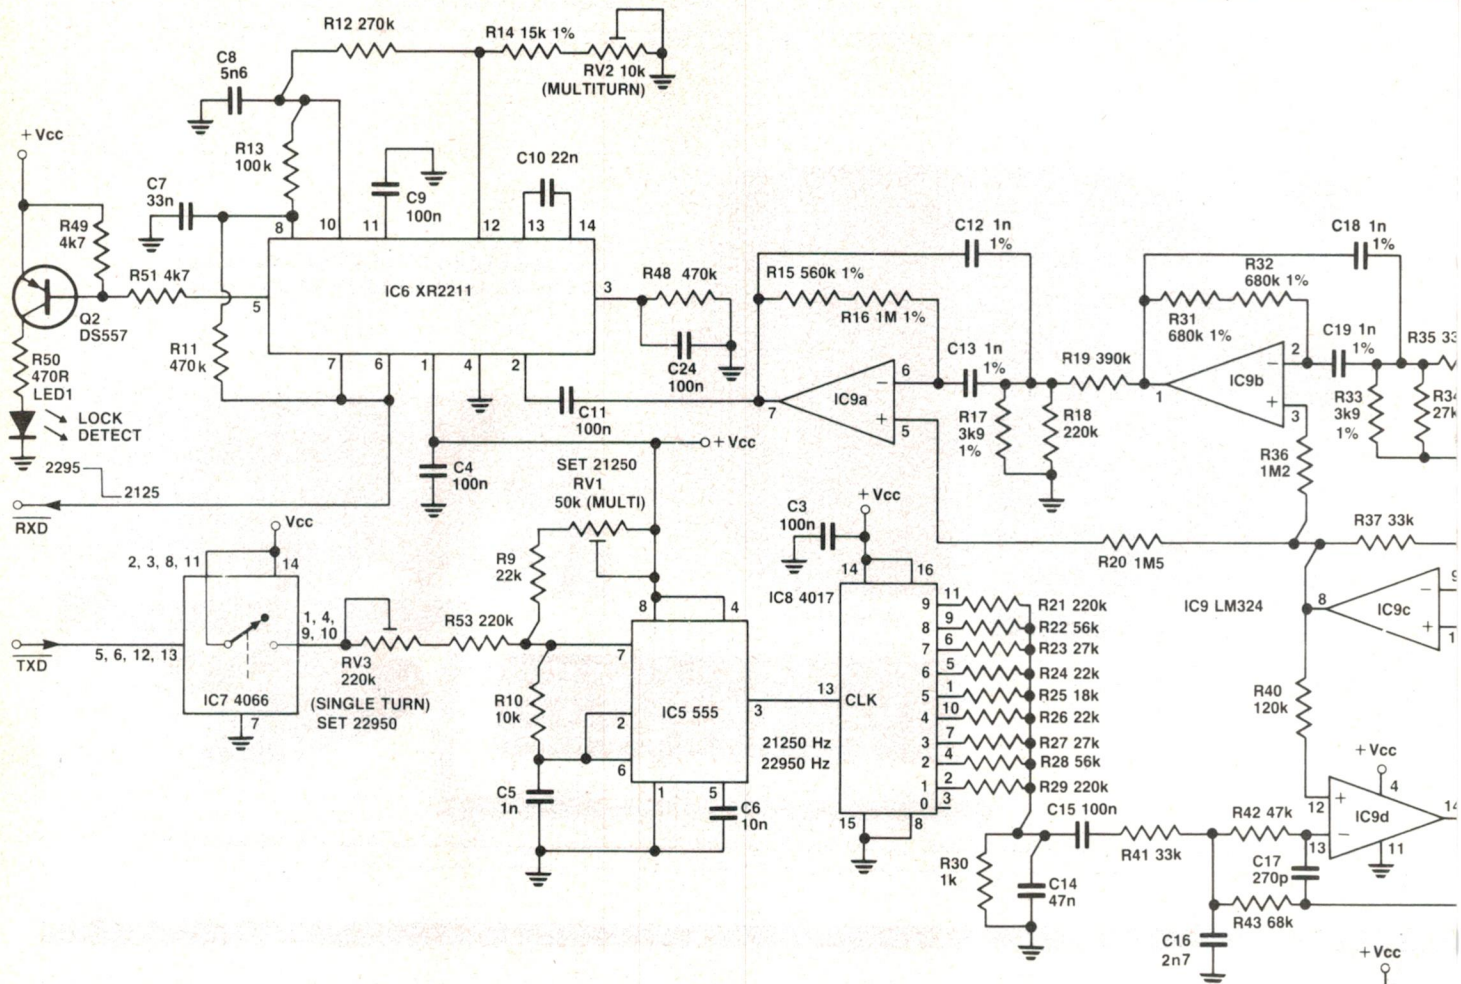 R12 270k
R14 15k 1%
RV2 10k
(MULTITURN)
C8
5n6
+Vcc
R13
100k
C10 22n
C7
33n
C9
100n
R49
4k7
8
10
11
12
13
14
R51 4k7
5
IC6 XR2211
3
R48 470k
Q2
DS557
C24
100n
R11
470k
7
6
1
4
2
R50
470R
LED1
LOCK
DETECT
C11
100n
C12 1n
1%
R15 560k 1%
R16 1M 1%
C13 1n
1%
6
−
IC9a
+
7
5
R17
3k9
1%
R18
220k
R19 390k
C18 1n
1%
R32
680k 1%
R31
680k 1%
C19 1n
1%
R35 33
2
−
IC9b
+
1
3
R33
3k9
1%
R34
27k
R36
1M2
2295
2125
RXD
C4
100n
+Vcc
SET 21250
RV1
50k (MULTI)
+Vcc
C3
100n
R9
22k
R20 1M5
R37 33k
Vcc
2, 3, 8, 11
14
1, 4,
9, 10
TXD
5, 6, 12, 13
IC7 4066
7
RV3
220k
(SINGLE TURN)
SET 22950
R53 220k
R10
10k
8
4
7
2
IC5 555
3
6
1
5
C5
1n
C6
10n
21250 Hz
22950 Hz
14
16
IC8 4017
13
CLK
9 11 R21 220k
8 9 R22 56k
7 6 R23 27k
6 5 R24 22k
5 1 R25 18k
4 10 R26 22k
3 7 R27 27k
2 4 R28 56k
1 2 R29 220k
0 3
15
8
IC9 LM324
8
IC9c
9
−
+
1
R40
120k
+Vcc
4
12
+
IC9d
−
13
14
11
C15 100n
R41 33k
R42 47k
C17
270p
R43 68k
R30
1k
C14
47n
C16
2n7
+Vcc